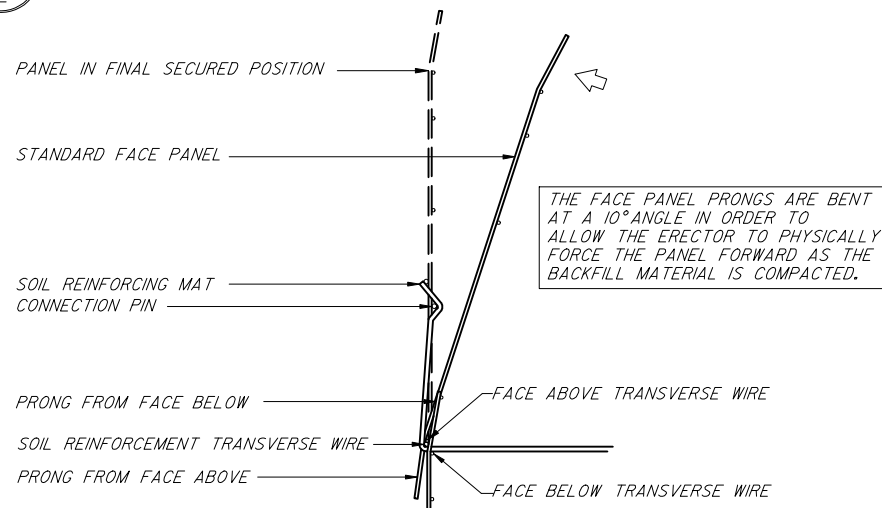 PANEL IN FINAL SECURED POSITION
STANDARD FACE PANEL
THE FACE PANEL PRONGS ARE BENT
AT A 10° ANGLE IN ORDER TO
ALLOW THE ERECTOR TO PHYSICALLY
FORCE THE PANEL FORWARD AS THE
BACKFILL MATERIAL IS COMPACTED.
SOIL REINFORCING MAT
CONNECTION PIN
PRONG FROM FACE BELOW
FACE ABOVE TRANSVERSE WIRE
SOIL REINFORCEMENT TRANSVERSE WIRE
PRONG FROM FACE ABOVE
FACE BELOW TRANSVERSE WIRE